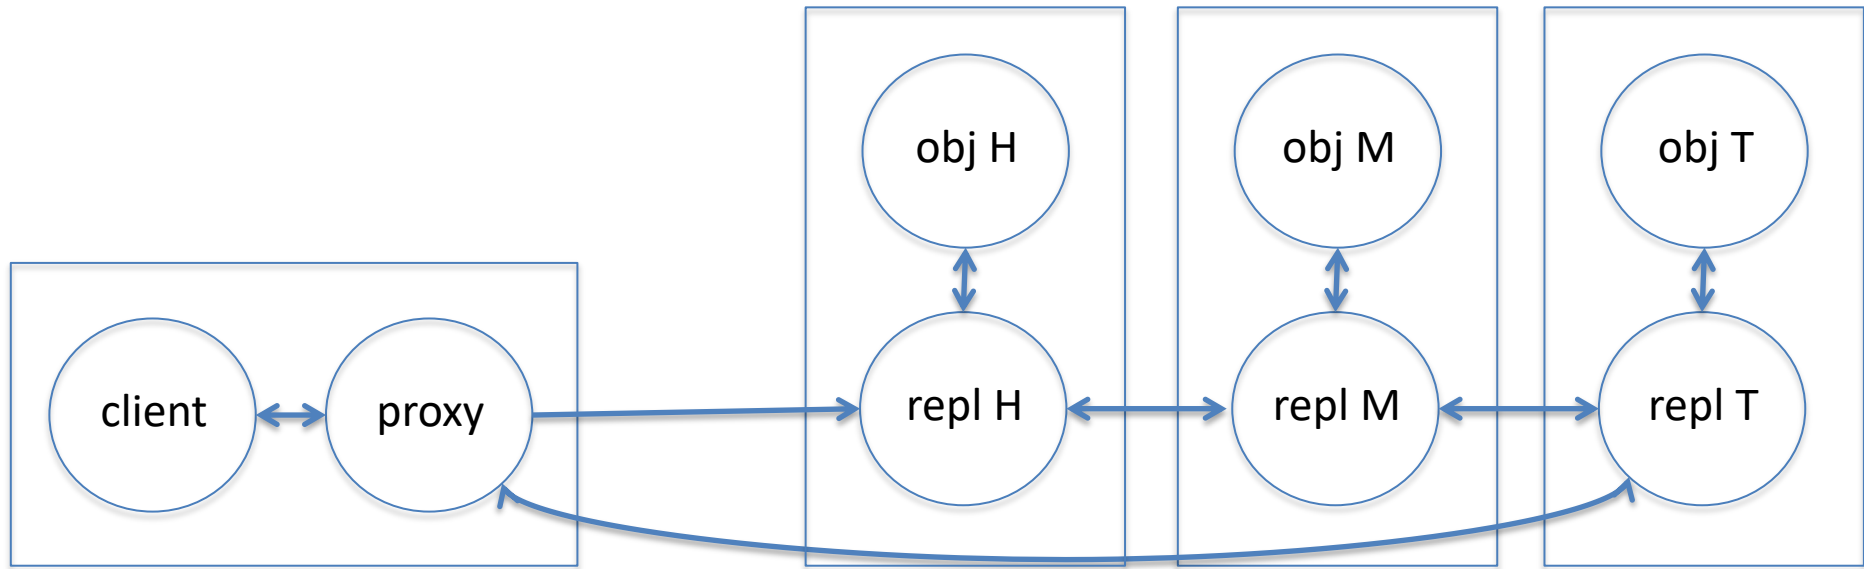 obj H
obj M
obj T
client
proxy
repl H
repl M
repl T